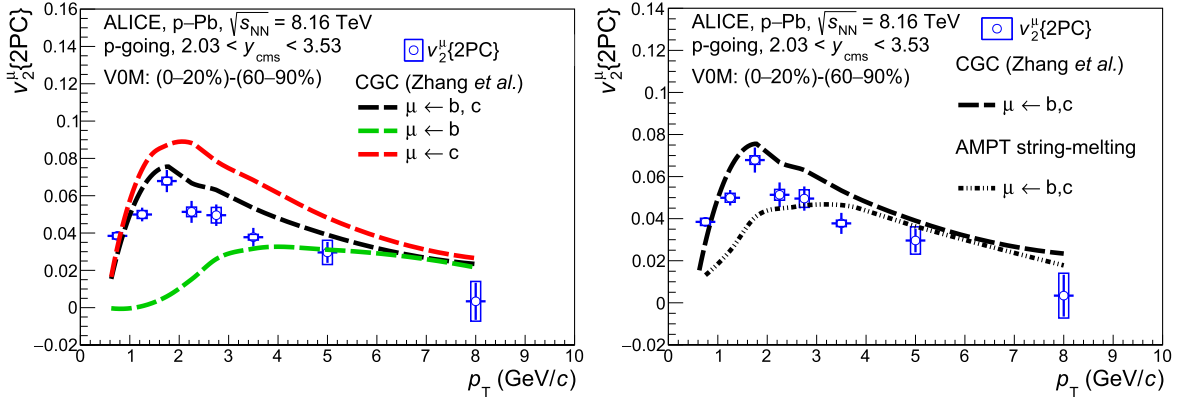 ALICE, p–Pb, √s_NN = 8.16 TeV
p-going, 2.03 < y_cms < 3.53
V0M: (0–20%)-(60–90%)
v₂^μ{2PC}
CGC (Zhang et al.)
μ ← b, c
μ ← b
μ ← c
v₂^μ{2PC}
0.16
0.14
0.12
0.1
0.08
0.06
0.04
0.02
0
−0.02
0 1 2 3 4 5 6 7 8 9 10
p_T (GeV/c)
ALICE, p–Pb, √s_NN = 8.16 TeV
p-going, 2.03 < y_cms < 3.53
V0M: (0–20%)-(60–90%)
v₂^μ{2PC}
CGC (Zhang et al.)
μ ← b,c
AMPT string-melting
μ ← b,c
v₂^μ{2PC}
0.14
0.12
0.1
0.08
0.06
0.04
0.02
0
−0.02
0 1 2 3 4 5 6 7 8 9 10
p_T (GeV/c)